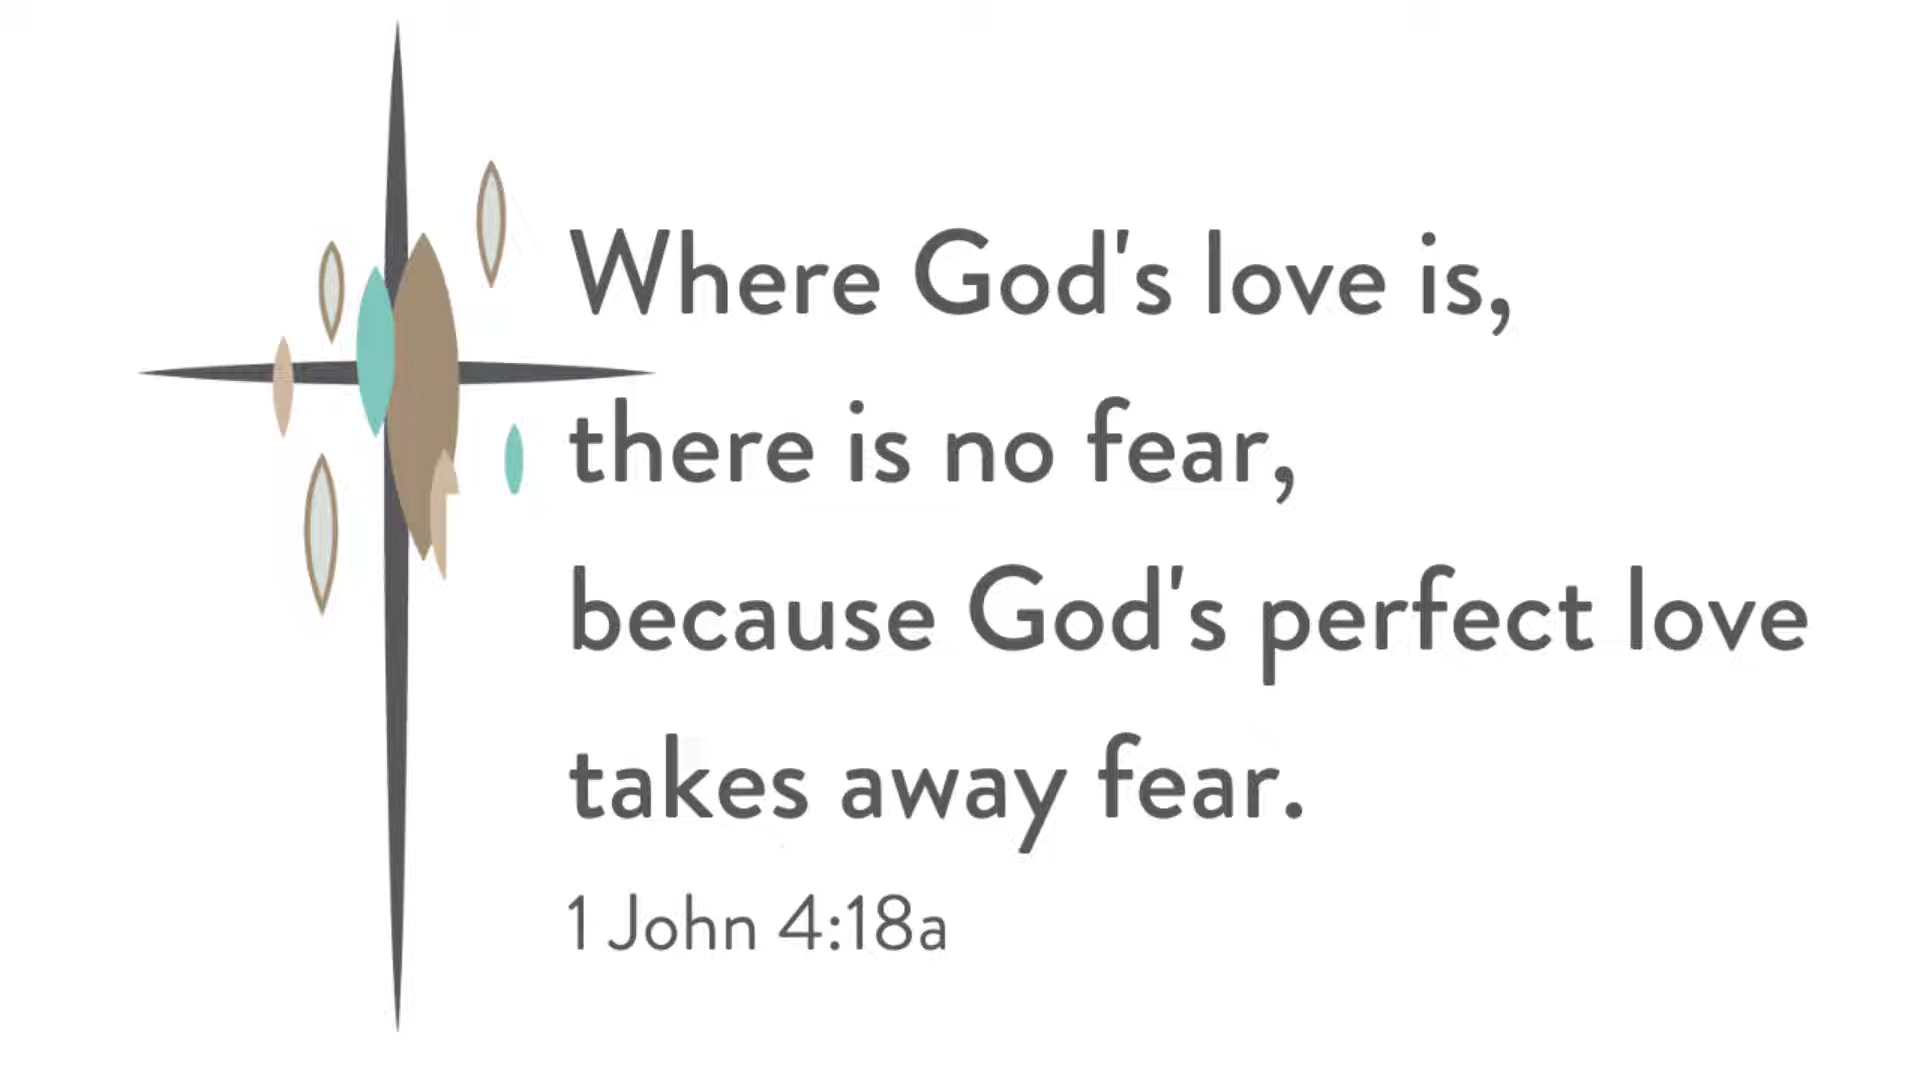 Where God's love is,
there is no fear,
because God's perfect love
takes away fear.
1 John 4:18a